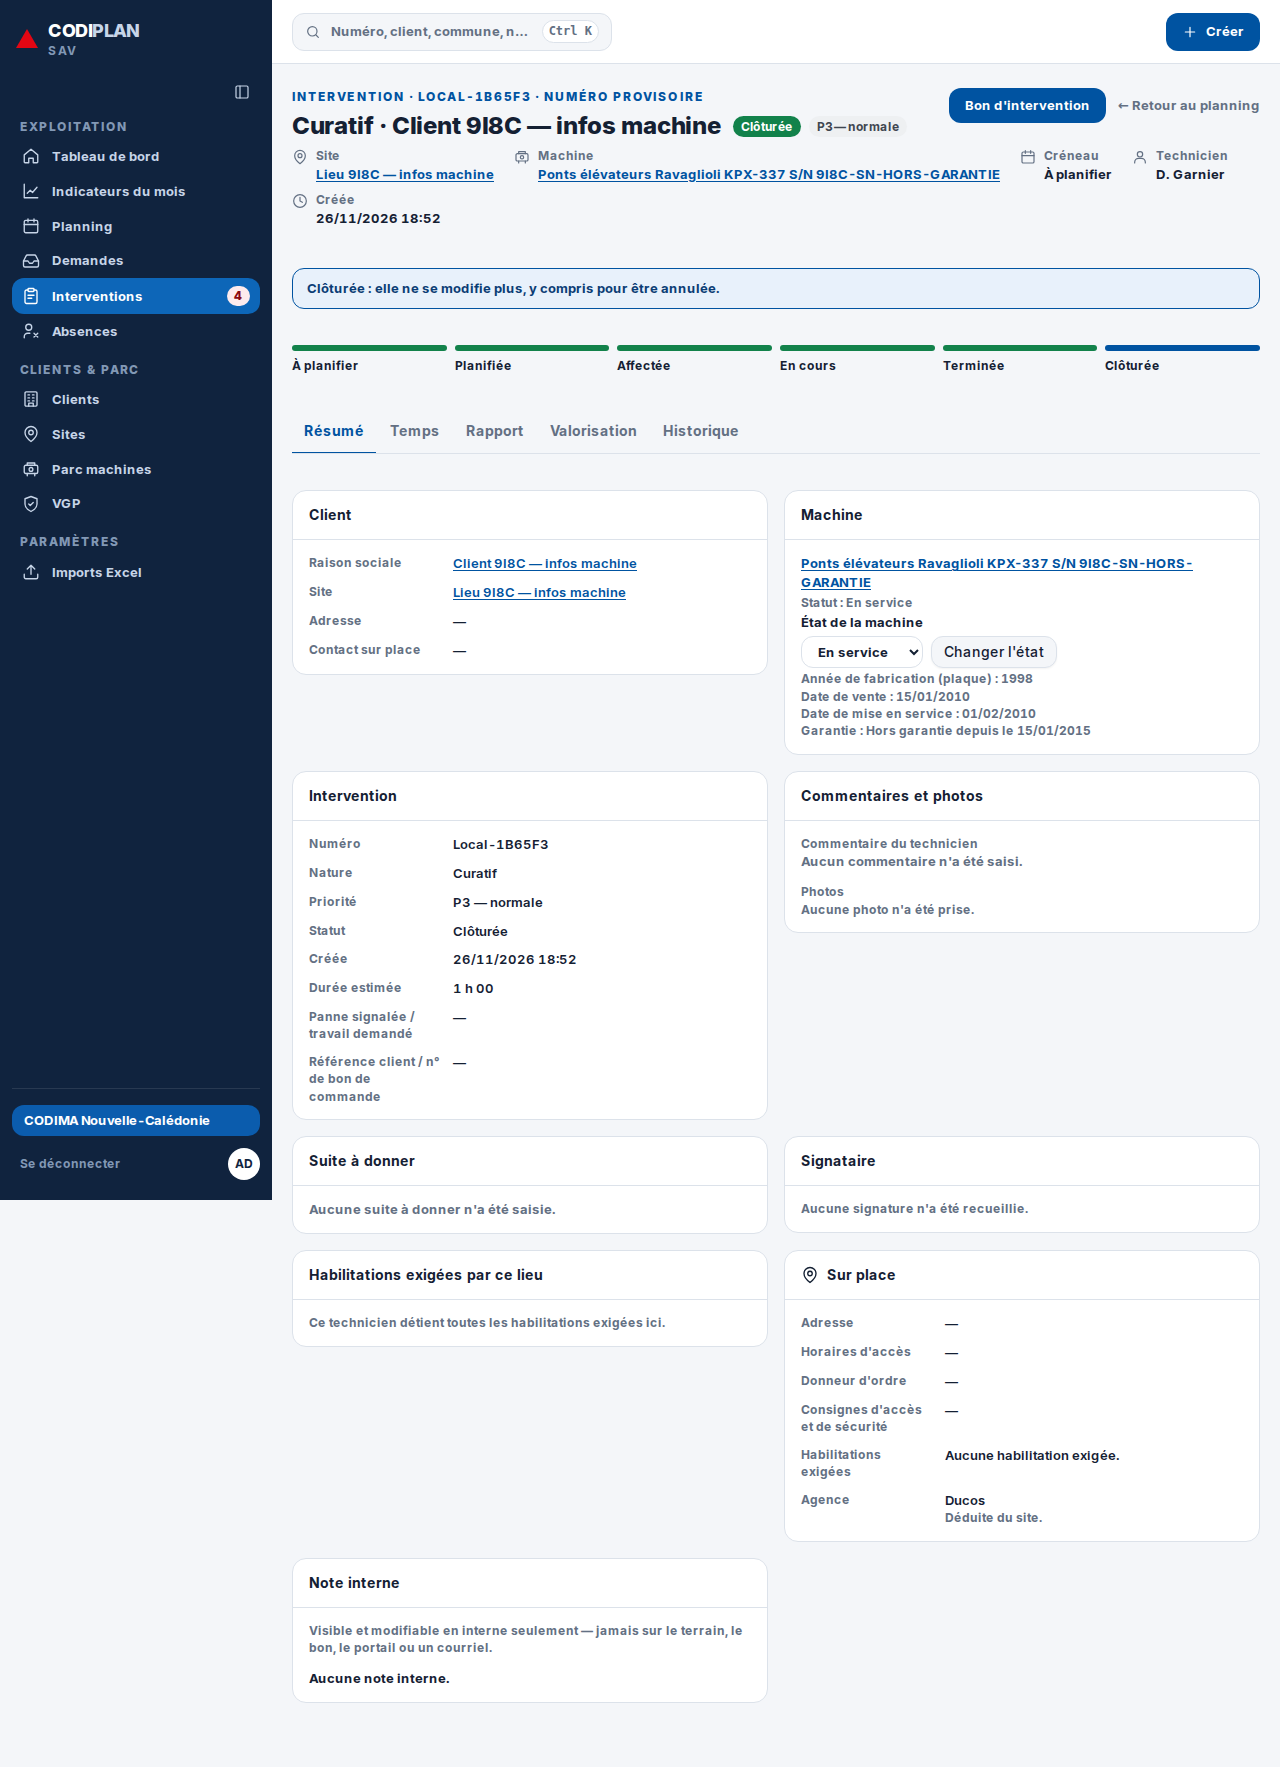 CODIPLAN
SAV
EXPLOITATION
Tableau de bord
Indicateurs du mois
Planning
Demandes
Interventions 4
Absences
CLIENTS & PARC
Clients
Sites
Parc machines
VGP
PARAMÈTRES
Imports Excel
CODIMA Nouvelle-Calédonie
Se déconnecter AD
Numéro, client, commune, n… Ctrl K
Créer
INTERVENTION · LOCAL-1B65F3 · NUMÉRO PROVISOIRE
Curatif · Client 9I8C — infos machine Clôturée P3 — normale
Bon d'intervention ← Retour au planning
Site
Lieu 9I8C — infos machine
Machine
Ponts élévateurs Ravaglioli KPX-337 S/N 9I8C-SN-HORS-GARANTIE
Créneau
À planifier
Technicien
D. Garnier
Créée
26/11/2026 18:52
Clôturée : elle ne se modifie plus, y compris pour être annulée.
À planifier Planifiée Affectée En cours Terminée Clôturée
Résumé Temps Rapport Valorisation Historique
Client
Raison sociale Client 9I8C — infos machine
Site Lieu 9I8C — infos machine
Adresse —
Contact sur place —
Machine
Ponts élévateurs Ravaglioli KPX-337 S/N 9I8C-SN-HORS-
GARANTIE
Statut : En service
État de la machine
En service Changer l'état
Année de fabrication (plaque) : 1998
Date de vente : 15/01/2010
Date de mise en service : 01/02/2010
Garantie : Hors garantie depuis le 15/01/2015
Intervention
Numéro Local-1B65F3
Nature Curatif
Priorité P3 — normale
Statut Clôturée
Créée 26/11/2026 18:52
Durée estimée 1 h 00
Panne signalée / —
travail demandé
Référence client / n° —
de bon de
commande
Commentaires et photos
Commentaire du technicien
Aucun commentaire n'a été saisi.
Photos
Aucune photo n'a été prise.
Suite à donner
Aucune suite à donner n'a été saisie.
Signataire
Aucune signature n'a été recueillie.
Habilitations exigées par ce lieu
Ce technicien détient toutes les habilitations exigées ici.
Sur place
Adresse —
Horaires d'accès —
Donneur d'ordre —
Consignes d'accès —
et de sécurité
Habilitations Aucune habilitation exigée.
exigées
Agence Ducos
Déduite du site.
Note interne
Visible et modifiable en interne seulement — jamais sur le terrain, le
bon, le portail ou un courriel.
Aucune note interne.